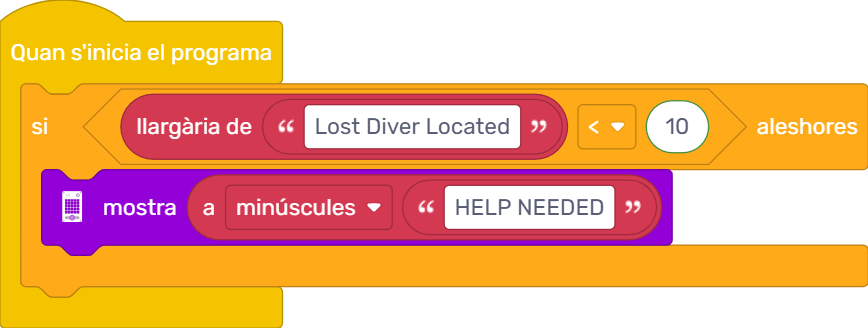 Quan s'inicia el programa
si llargària de “ Lost Diver Located ” < 10 aleshores
mostra a minúscules “ HELP NEEDED ”